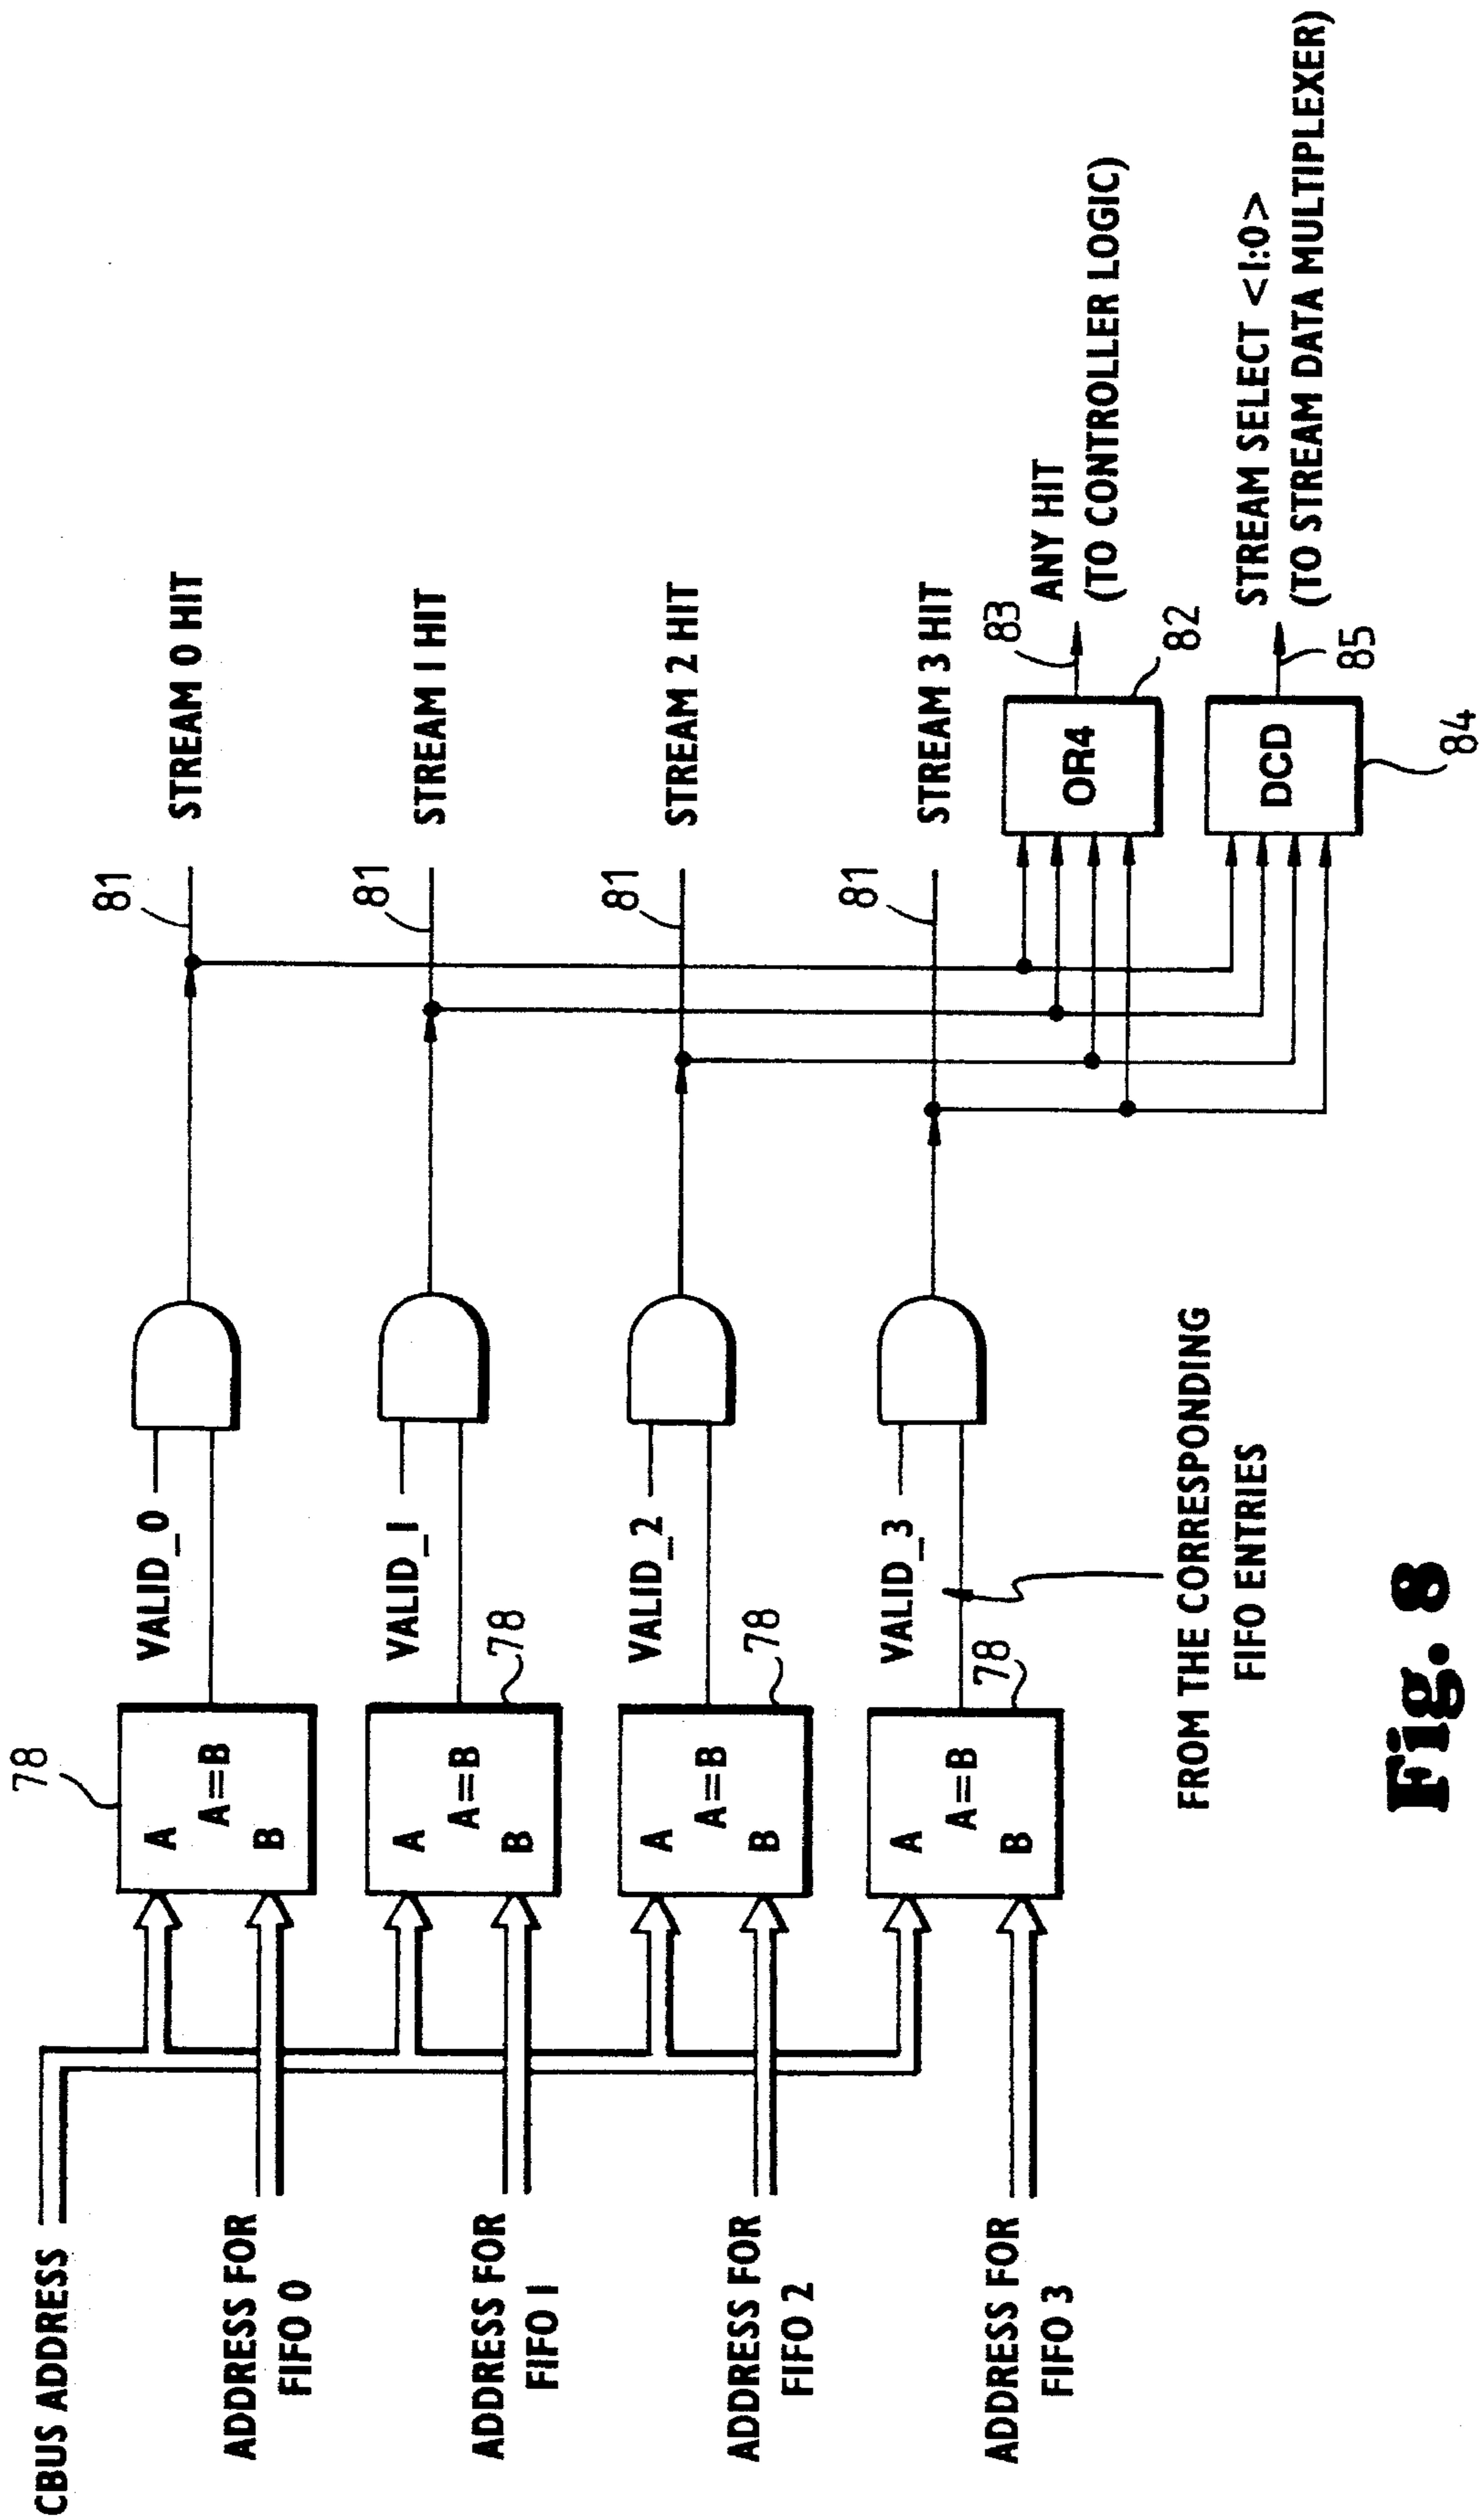 CBUS ADDRESS
ADDRESS FOR
FIFO 0
ADDRESS FOR
FIFO 1
ADDRESS FOR
FIFO 2
ADDRESS FOR
FIFO 3
78
A
A=B
B
A
A=B
B
78
A
A=B
B
78
A
A=B
B
78
VALID_0
VALID_1
VALID_2
VALID_3
FROM THE CORRESPONDING
FIFO ENTRIES
81
STREAM 0 HIT
81
STREAM 1 HIT
81
STREAM 2 HIT
81
STREAM 3 HIT
OR4
82
83
ANY HIT
(TO CONTROLLER LOGIC)
DCD
84
85
STREAM SELECT <1:0>
(TO STREAM DATA MULTIPLEXER)
Fig. 8